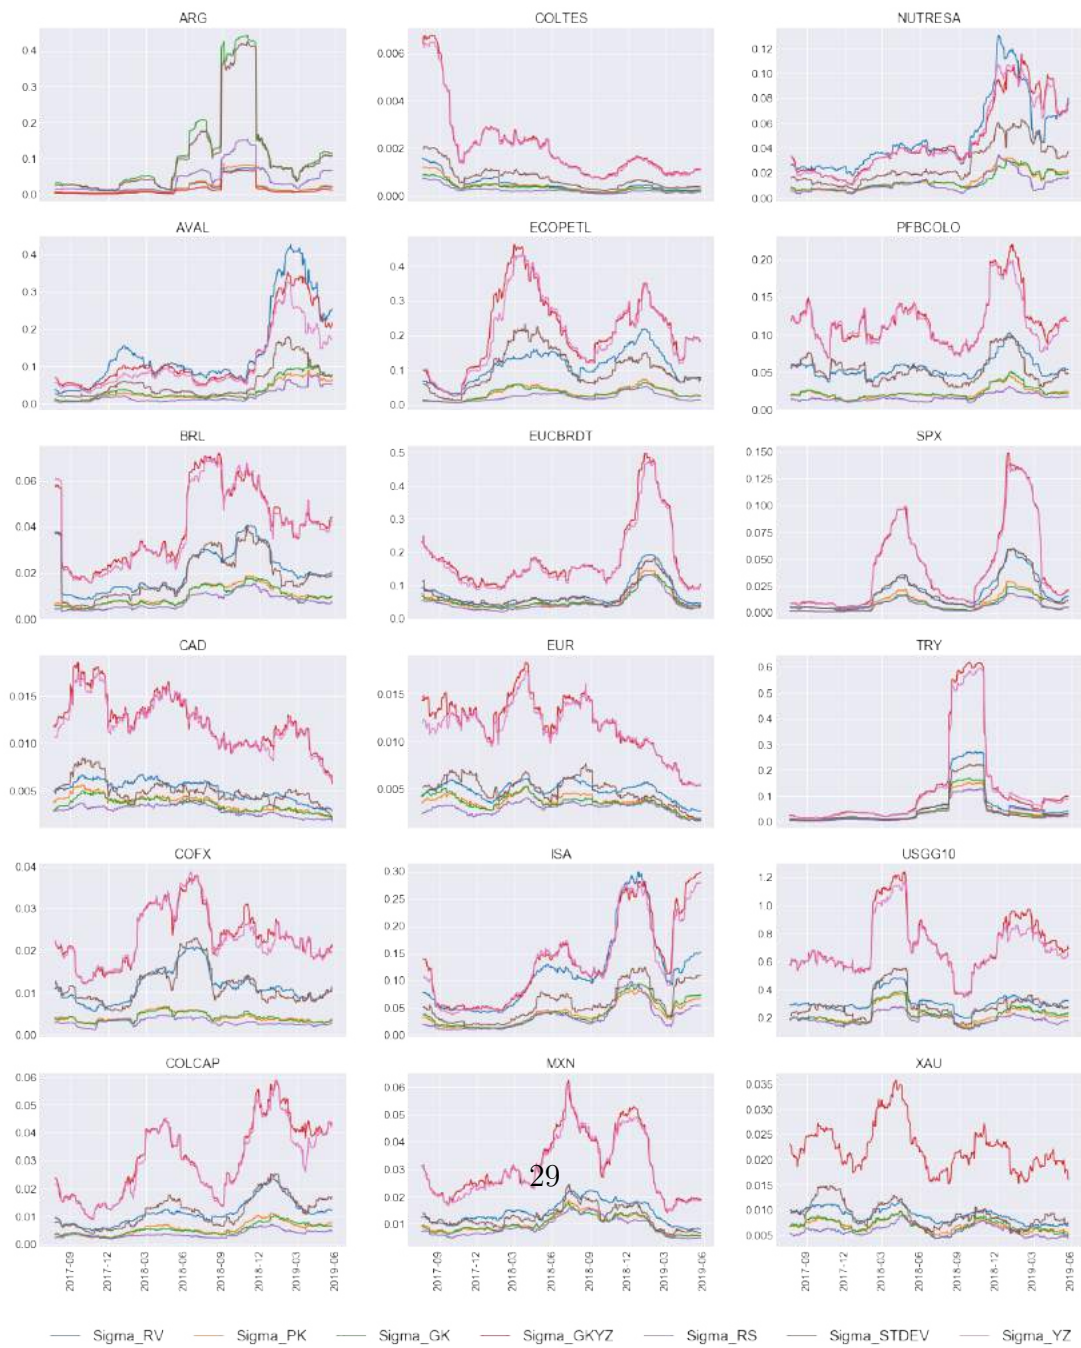 ARG COLTES NUTRESA
0.4 0.006 0.12
0.3 0.004 0.10
0.2 0.002 0.08
0.1 0.000 0.06
0.0 0.04
0.02
0.00
AVAL ECOPETL PFBCOLO
0.4 0.4 0.20
0.3 0.3 0.15
0.2 0.2 0.10
0.1 0.1 0.05
0.0 0.0 0.00
BRL EUCBRDT SPX
0.06 0.5 0.150
0.04 0.4 0.125
0.02 0.3 0.100
0.00 0.2 0.075
0.1 0.050
0.0 0.025
0.000
CAD EUR TRY
0.015 0.015 0.6
0.010 0.010 0.5
0.005 0.005 0.4
0.3
0.2
0.1
0.0
COFX ISA USGG10
0.04 0.30 1.2
0.03 0.25 1.0
0.02 0.20 0.8
0.01 0.15 0.6
0.00 0.10 0.4
0.05 0.2
0.00
COLCAP MXN XAU
0.06 0.06 0.035
0.05 0.05 0.030
0.04 0.04 0.025
0.03 0.03 0.020
0.02 0.02 0.015
0.01 0.01 0.010
0.00 0.005
29
2017-09 2017-12 2018-03 2018-06 2018-09 2018-12 2019-03 2019-06
2017-09 2017-12 2018-03 2018-06 2018-09 2018-12 2019-03 2019-06
2017-09 2017-12 2018-03 2018-06 2018-09 2018-12 2019-03 2019-06
Sigma_RV Sigma_PK Sigma_GK Sigma_GKYZ Sigma_RS Sigma_STDEV Sigma_YZ